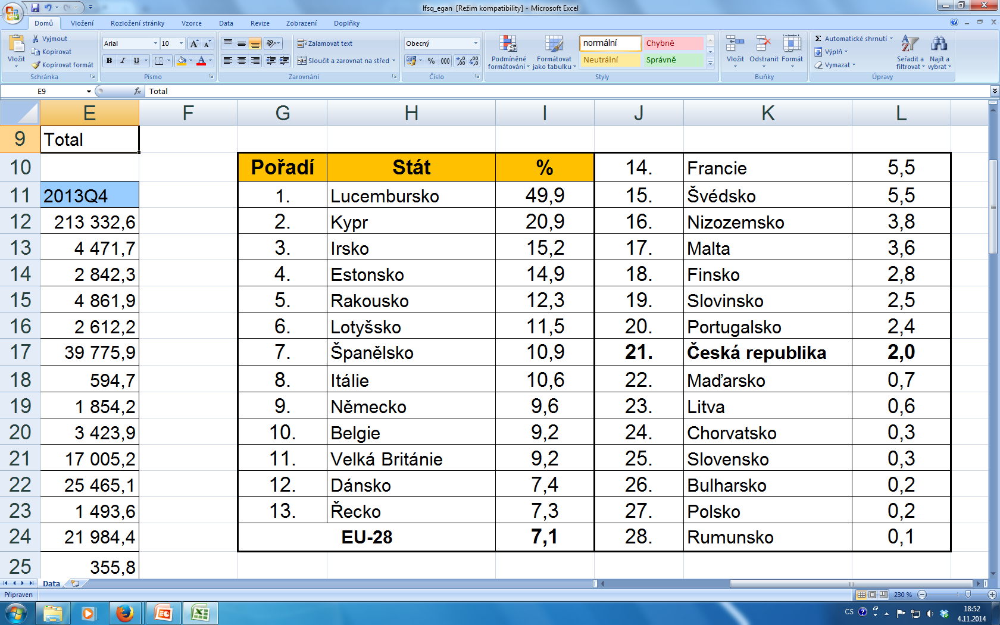 lfsq_egan [Režim kompatibility] - Microsoft Excel
Domů Vložení Rozložení stránky Vzorce Data Revize Zobrazení Doplňky
Vložit
Vyjmout
Kopírovat
Kopírovat formát
Schránka
Arial 10
B I U
Písmo
Zalamovat text
Sloučit a zarovnat na střed
Zarovnání
Obecný
% 000
Číslo
Podmíněné formátování
Formátovat jako tabulku
normální Chybně
Neutrální Správně
Styly
Vložit Odstranit Formát
Buňky
Σ Automatické shrnutí
Výplň
Vymazat
Seřadit a filtrovat
Najít a vybrat
Úpravy
E9 fx Total
E F G H I J K L
9 Total
10 Pořadí Stát % 14. Francie 5,5
11 2013Q4 1. Lucembursko 49,9 15. Švédsko 5,5
12 213 332,6 2. Kypr 20,9 16. Nizozemsko 3,8
13 4 471,7 3. Irsko 15,2 17. Malta 3,6
14 2 842,3 4. Estonsko 14,9 18. Finsko 2,8
15 4 861,9 5. Rakousko 12,3 19. Slovinsko 2,5
16 2 612,2 6. Lotyšsko 11,5 20. Portugalsko 2,4
17 39 775,9 7. Španělsko 10,9 21. Česká republika 2,0
18 594,7 8. Itálie 10,6 22. Maďarsko 0,7
19 1 854,2 9. Německo 9,6 23. Litva 0,6
20 3 423,9 10. Belgie 9,2 24. Chorvatsko 0,3
21 17 005,2 11. Velká Británie 9,2 25. Slovensko 0,3
22 25 465,1 12. Dánsko 7,4 26. Bulharsko 0,2
23 1 493,6 13. Řecko 7,3 27. Polsko 0,2
24 21 984,4 EU-28 7,1 28. Rumunsko 0,1
25 355,8
Data
Připraven 230 %
CS 18:52
4.11.2014